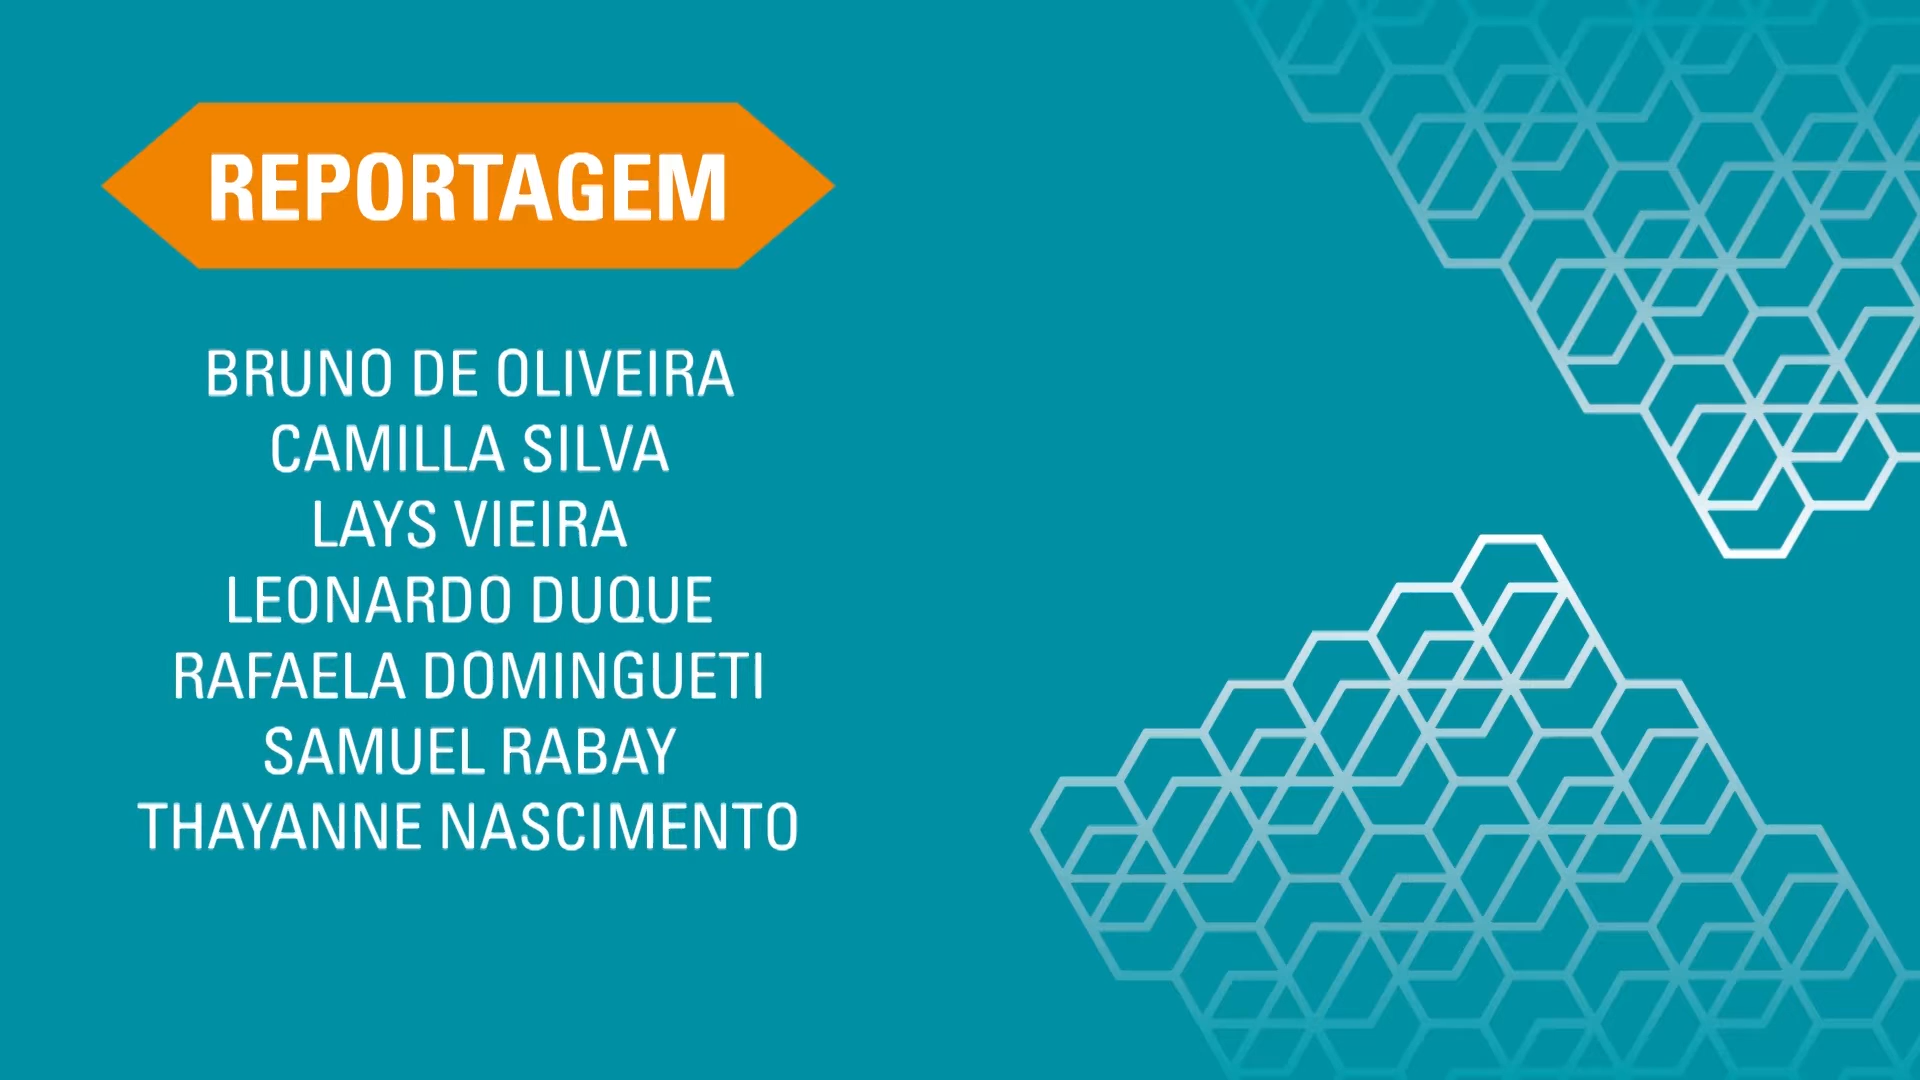 REPORTAGEM
BRUNO DE OLIVEIRA
CAMILLA SILVA
LAYS VIEIRA
LEONARDO DUQUE
RAFAELA DOMINGUETI
SAMUEL RABAY
THAYANNE NASCIMENTO